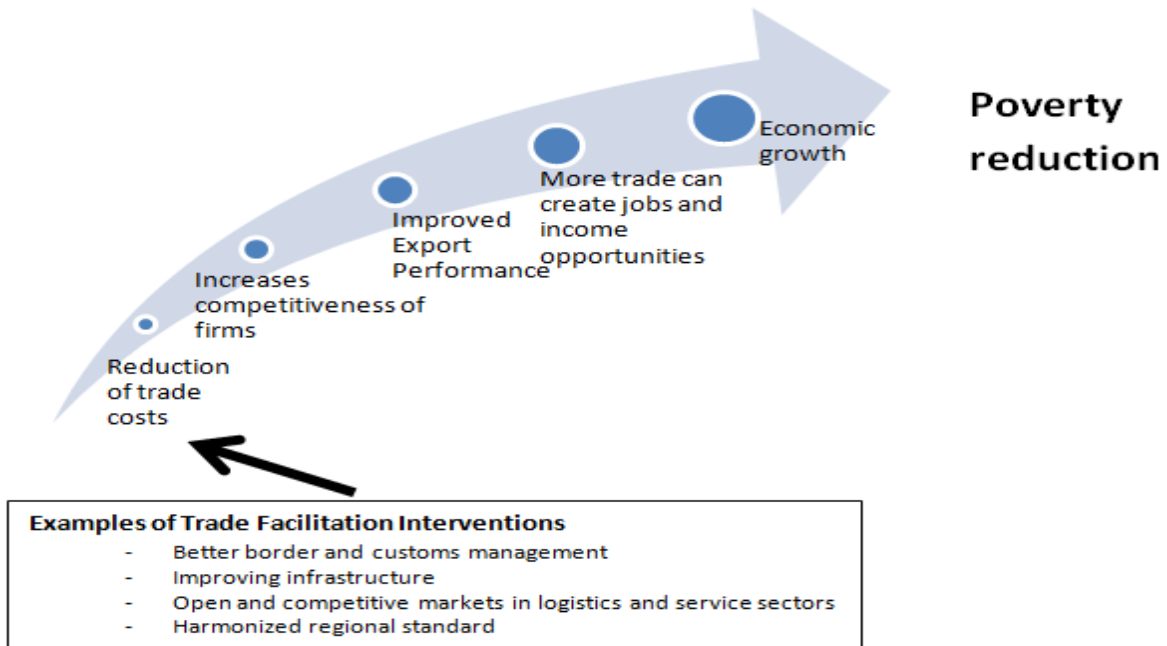 Poverty
reduction
Economic
growth
More trade can
create jobs and
income
opportunities
Improved
Export
Performance
Increases
competitiveness of
firms
Reduction
of trade
costs
Examples of Trade Facilitation Interventions
- Better border and customs management
- Improving infrastructure
- Open and competitive markets in logistics and service sectors
- Harmonized regional standard